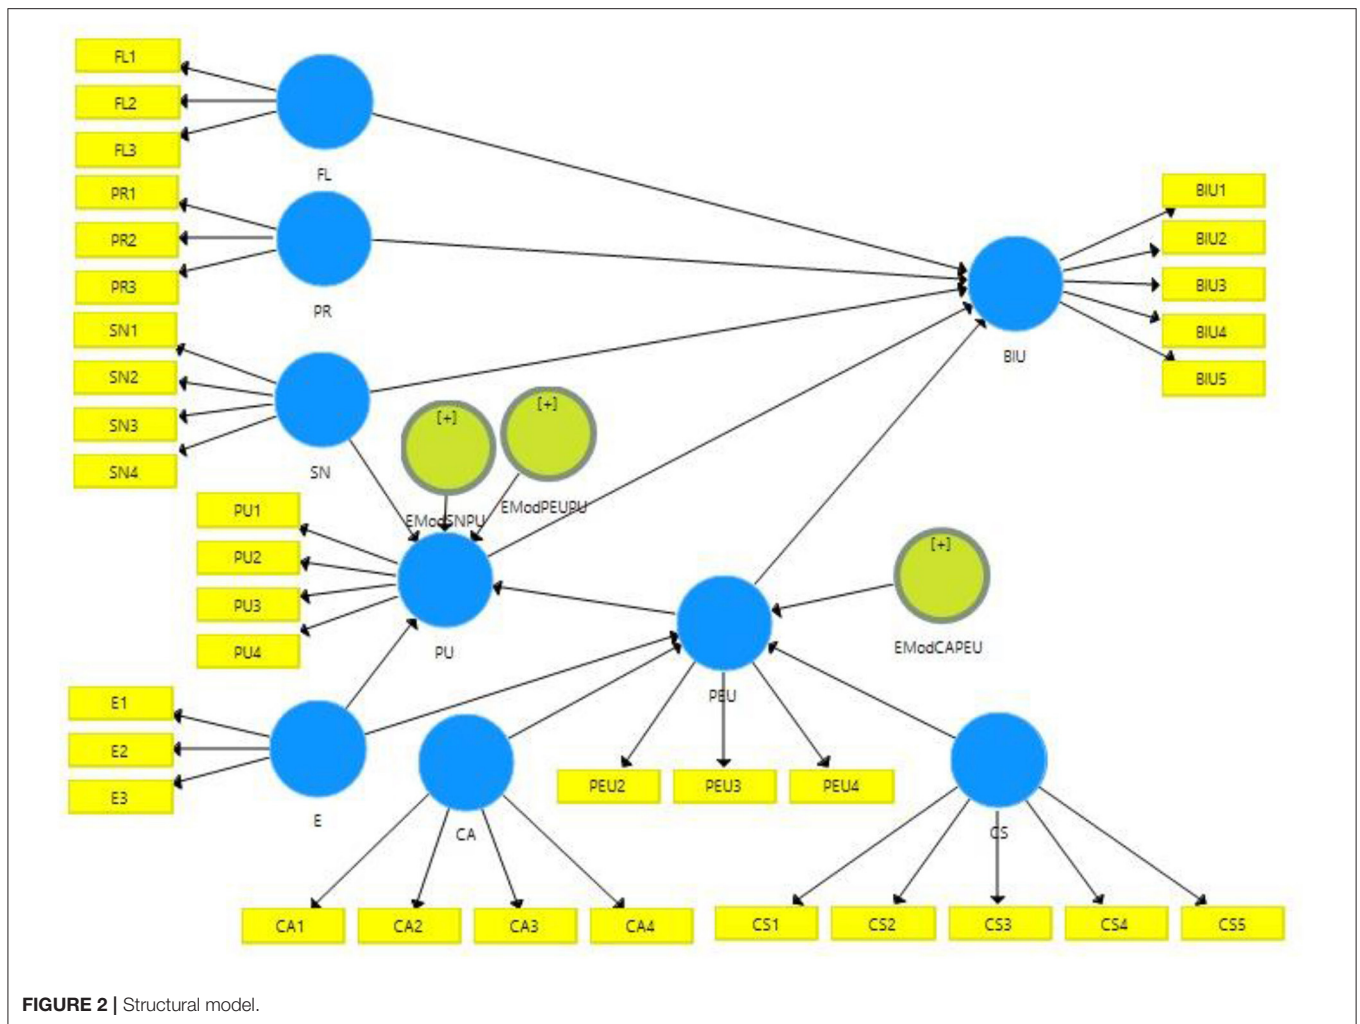 FL1
FL2
FL3
FL
PR1
PR2
PR3
PR
SN1
SN2
SN3
SN4
SN
BIU1
BIU2
BIU3
BIU4
BIU5
BIU
[+]
EModSNPU
[+]
EModPEUPU
PU1
PU2
PU3
PU4
PU
[+]
EModCAPEU
PEU
PEU2
PEU3
PEU4
E1
E2
E3
E
CA
CA1
CA2
CA3
CA4
CS
CS1
CS2
CS3
CS4
CS5
FIGURE 2 | Structural model.